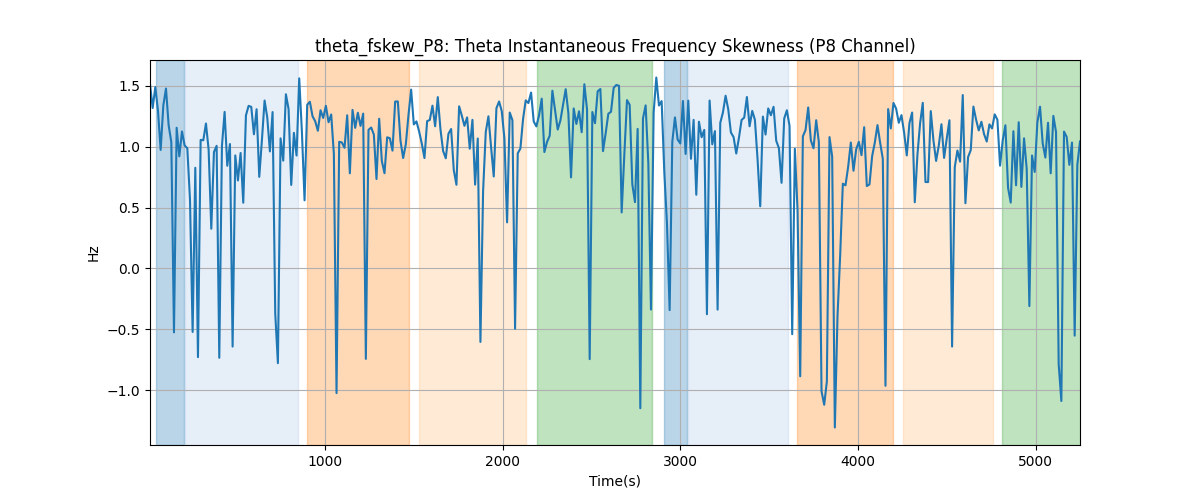 theta_fskew_P8: Theta Instantaneous Frequency Skewness (P8 Channel)
Hz
1.5
1.0
0.5
0.0
−0.5
−1.0
1000 2000 3000 4000 5000
Time(s)